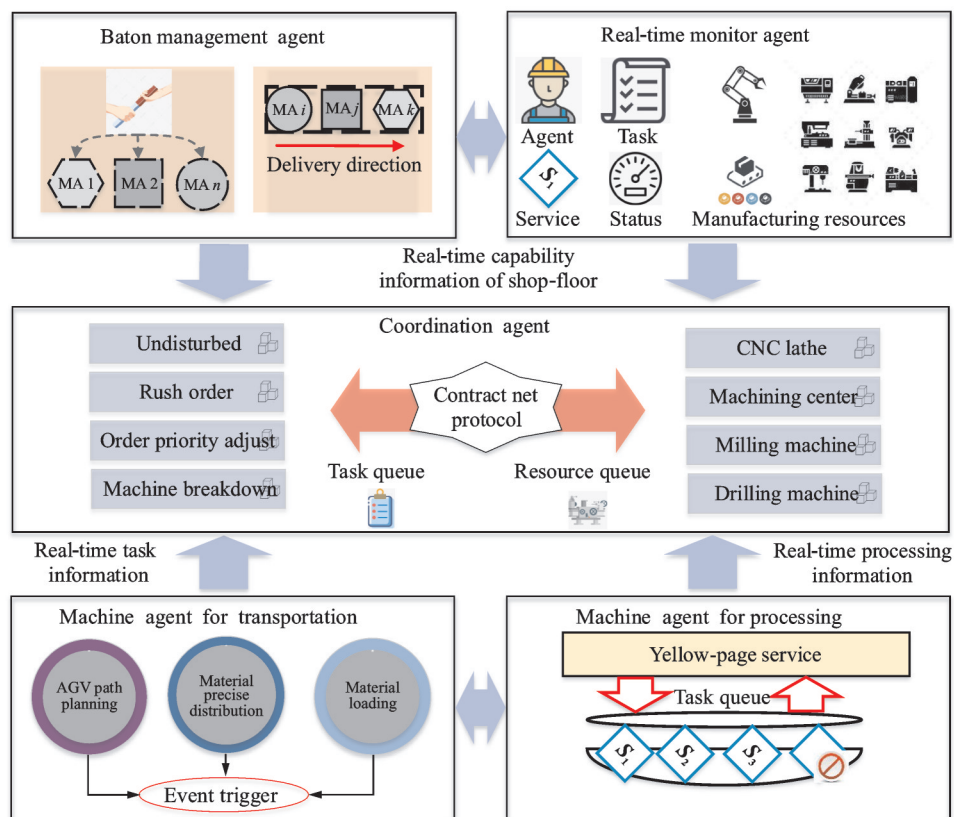 Baton management agent
MA 1
MA 2
MA n
MA i
MA j
MA k
Delivery direction
Real-time monitor agent
Agent
Task
S1
Service
Status
Manufacturing resources
Real-time capability
information of shop-floor
Coordination agent
Undisturbed
Rush order
Order priority adjust
Machine breakdown
Contract net
protocol
Task queue
Resource queue
CNC lathe
Machining center
Milling machine
Drilling machine
Real-time task
information
Real-time processing
information
Machine agent for transportation
AGV path
planning
Material
precise
distribution
Material
loading
Event trigger
Machine agent for processing
Yellow-page service
Task queue
S1
S2
S3